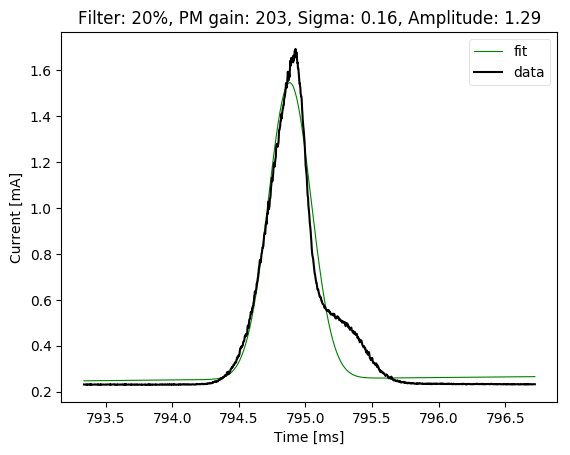 Filter: 20%, PM gain: 203, Sigma: 0.16, Amplitude: 1.29
fit
data
Current [mA]
1.6
1.4
1.2
1.0
0.8
0.6
0.4
0.2
793.5 794.0 794.5 795.0 795.5 796.0 796.5
Time [ms]